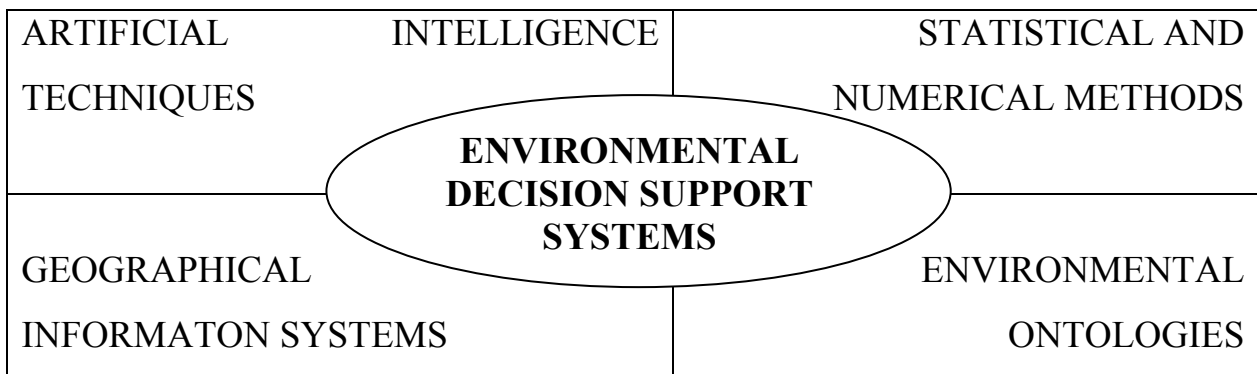 ARTIFICIAL INTELLIGENCE
TECHNIQUES
STATISTICAL AND
NUMERICAL METHODS
ENVIRONMENTAL
DECISION SUPPORT
SYSTEMS
GEOGRAPHICAL
INFORMATON SYSTEMS
ENVIRONMENTAL
ONTOLOGIES